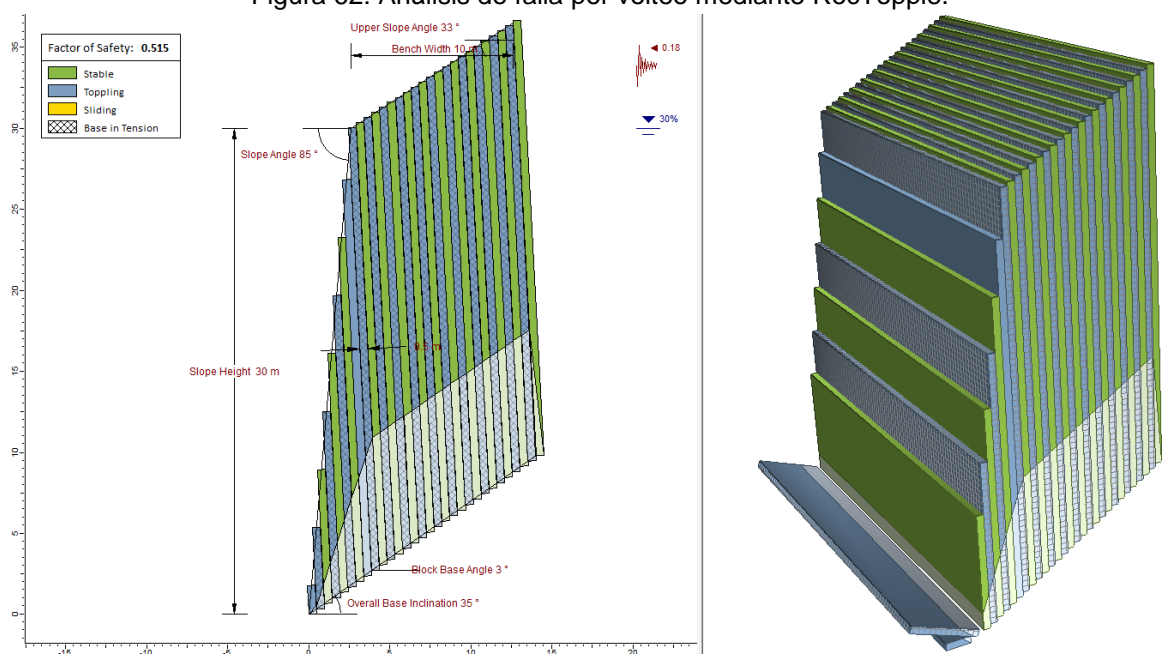 Figura 62. Análisis de falla por volteo mediante RocTopple.
Factor of Safety: 0.515
Stable
Toppling
Sliding
Base in Tension
Upper Slope Angle 33 °
Bench Width 10 m
0.18
30%
Slope Angle 85 °
Slope Height 30 m
Block Base Angle 3 °
Overall Base Inclination 35 °
35
30
25
20
15
10
5
0
-15
-10
-5
0
5
10
15
20